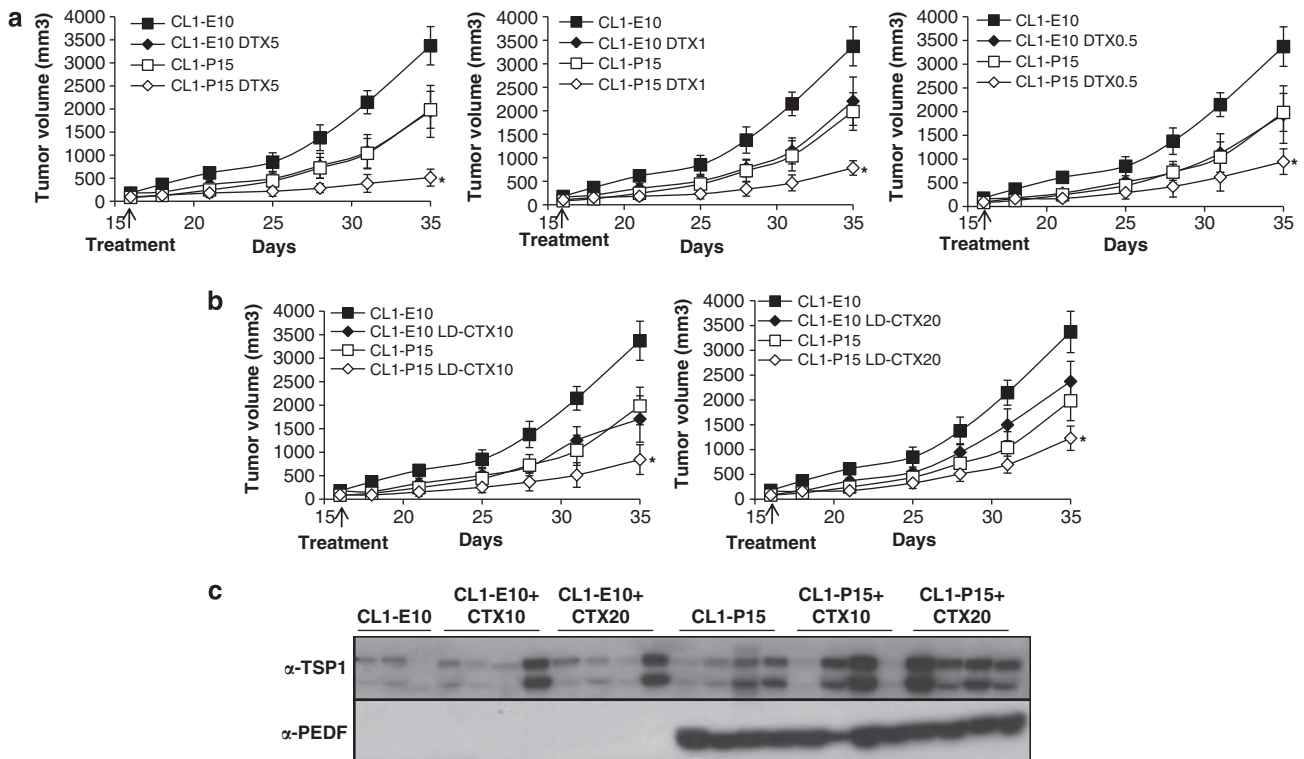 a
Tumor volume (mm3)
4000
3500
3000
2500
2000
1500
1000
500
0
CL1-E10
CL1-E10 DTX5
CL1-P15
CL1-P15 DTX5
*
15 20 25 30 35
Treatment
Days
Tumor volume (mm3)
4000
3500
3000
2500
2000
1500
1000
500
0
CL1-E10
CL1-E10 DTX1
CL1-P15
CL1-P15 DTX1
*
15 20 25 30 35
Treatment
Days
Tumor volume (mm3)
4000
3500
3000
2500
2000
1500
1000
500
0
CL1-E10
CL1-E10 DTX0.5
CL1-P15
CL1-P15 DTX0.5
*
15 20 25 30 35
Treatment
Days
b
Tumor volume (mm3)
4000
3500
3000
2500
2000
1500
1000
500
0
CL1-E10
CL1-E10 LD-CTX10
CL1-P15
CL1-P15 LD-CTX10
*
15 20 25 30 35
Treatment
Days
Tumor volume (mm3)
4000
3500
3000
2500
2000
1500
1000
500
0
CL1-E10
CL1-E10 LD-CTX20
CL1-P15
CL1-P15 LD-CTX20
*
15 20 25 30 35
Treatment
Days
c
CL1-E10
CL1-E10+
CTX10
CL1-E10+
CTX20
CL1-P15
CL1-P15+
CTX10
CL1-P15+
CTX20
α-TSP1
α-PEDF